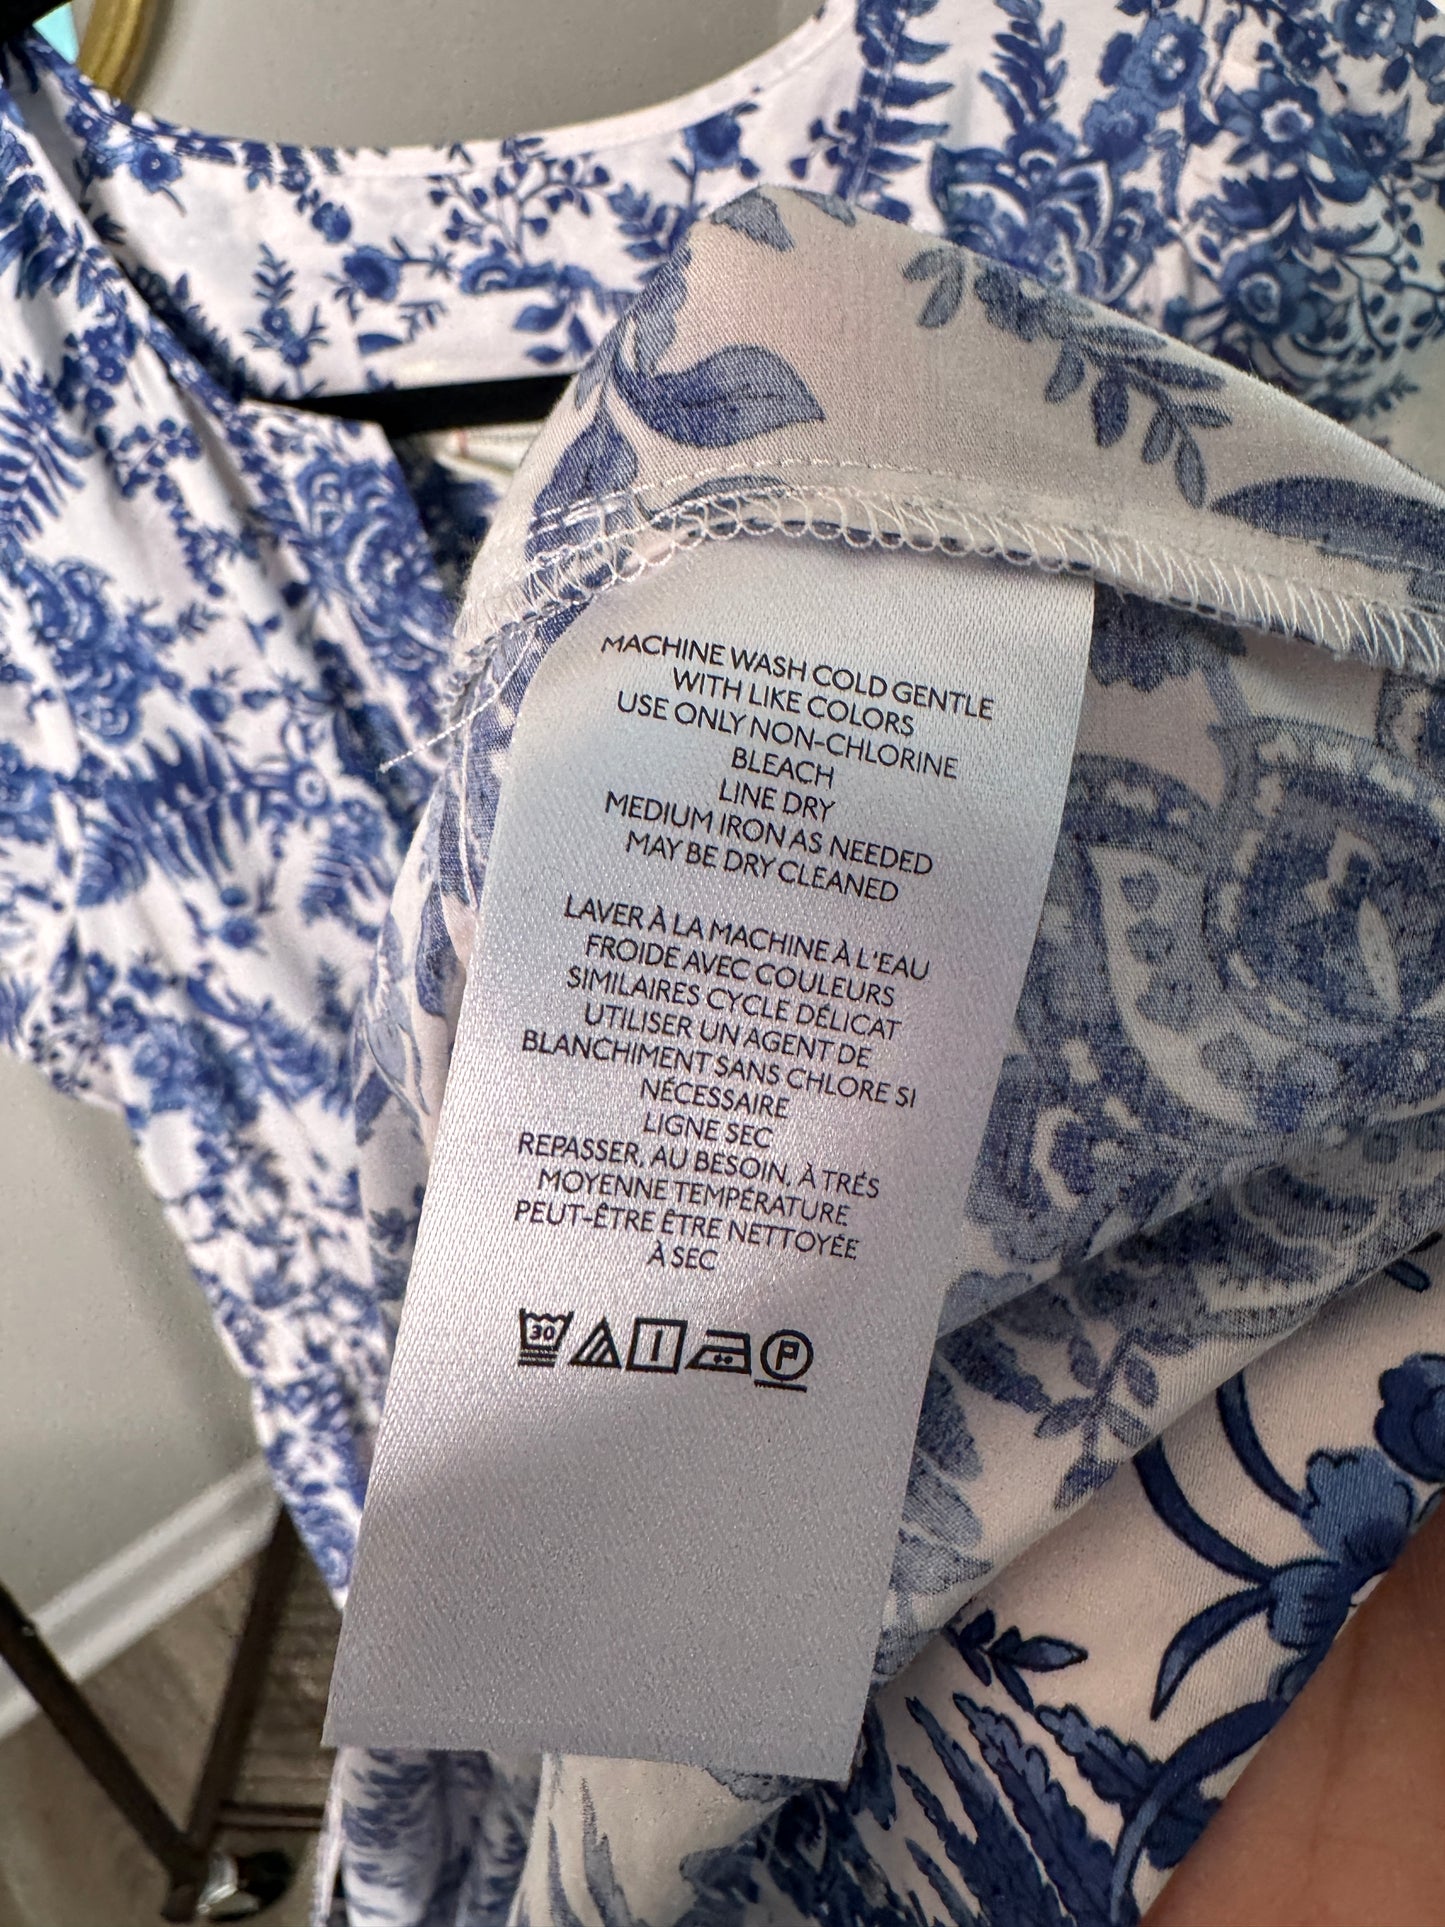 MACHINE WASH COLD GENTLE
WITH LIKE COLORS
USE ONLY NON-CHLORINE
BLEACH
LINE DRY
MEDIUM IRON AS NEEDED
MAY BE DRY CLEANED
LAVER À LA MACHINE À L'EAU
FROIDE AVEC COULEURS
SIMILAIRES CYCLE DÉLICAT
UTILISER UN AGENT DE
BLANCHIMENT SANS CHLORE SI
NÉCESSAIRE
LIGNE SEC
REPASSER, AU BESOIN, À TRÉS
MOYENNE TEMPÉRATURE
PEUT-ÊTRE ÊTRE NETTOYÉE
À SEC
30 P